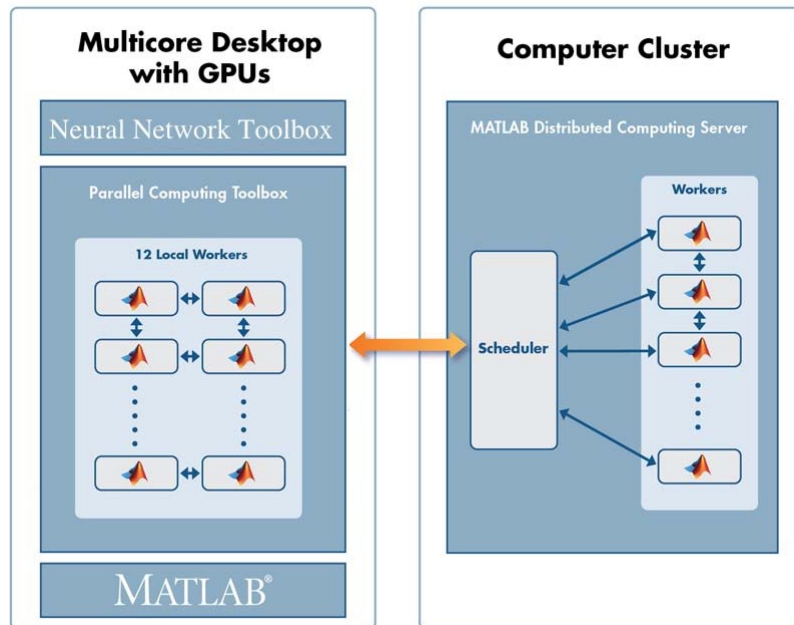 Multicore Desktop
with GPUs
Neural Network Toolbox
Parallel Computing Toolbox
12 Local Workers
MATLAB®
Computer Cluster
MATLAB Distributed Computing Server
Workers
Scheduler